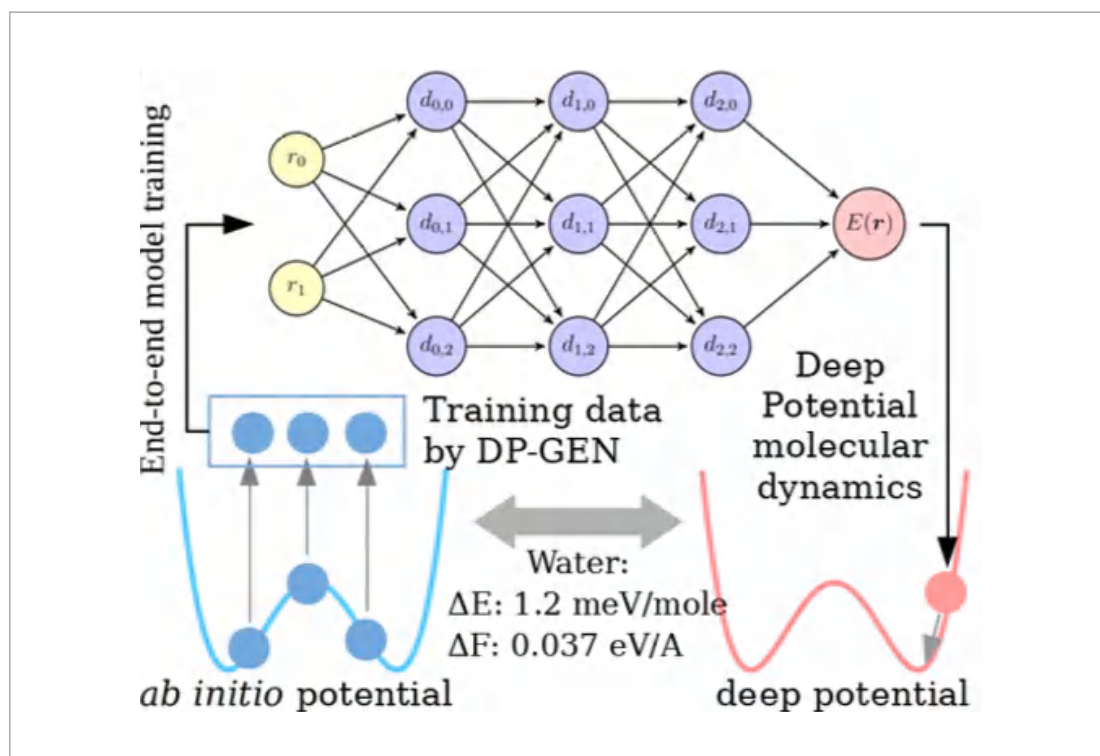 End-to-end model training
d0,0
d1,0
d2,0
r0
d0,1
d1,1
d2,1
E(r)
r1
d0,2
d1,2
d2,2
Training data
by DP-GEN
Deep
Potential
molecular
dynamics
Water:
ΔE: 1.2 meV/mole
ΔF: 0.037 eV/A
ab initio potential
deep potential